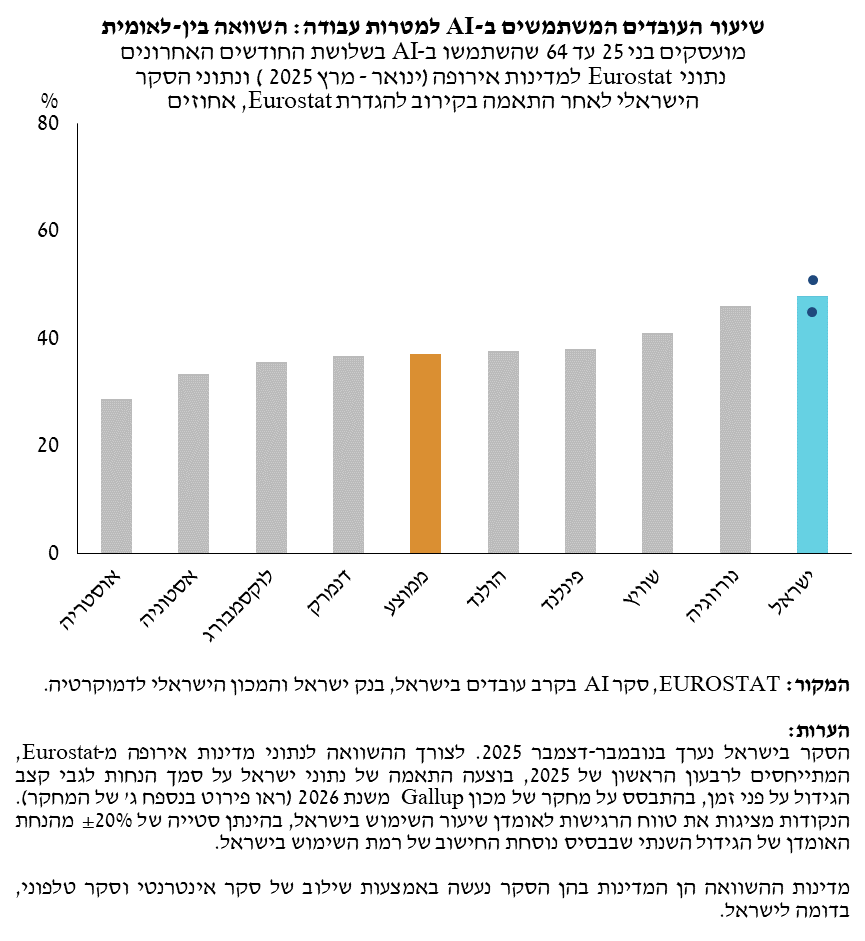 שיעור העובדים המשתמשים ב-AI למטרות עבודה: השוואה בין-לאומית
מועסקים בני 25 עד 64 שהשתמשו ב-AI בשלושת החודשים האחרונים
נתוני Eurostat למדינות אירופה (ינואר - מרץ 2025 ) ונתוני הסקר
הישראלי לאחר התאמה בקירוב להגדרת Eurostat, אחוזים
%
80
60
40
20
0
אוסטריה
אסטוניה
לוקסמבורג
דנמרק
ממוצע
הולנד
פינלנד
שוויץ
נורווגיה
ישראל
המקור: EUROSTAT, סקר AI בקרב עובדים בישראל, בנק ישראל והמכון הישראלי לדמוקרטיה.
הערות:
הסקר בישראל נערך בנובמבר-דצמבר 2025. לצורך ההשוואה לנתוני מדינות אירופה מ-Eurostat,
המתייחסים לרבעון הראשון של 2025, בוצעה התאמה של נתוני ישראל על סמך הנחות לגבי קצב
הגידול על פני זמן, בהתבסס על מחקר של מכון Gallup משנת 2026 (ראו פירוט בנספח ג' של המחקר).
הנקודות מציגות את טווח הרגישות לאומדן שיעור השימוש בישראל, בהינתן סטייה של ±20% מהנחת
האומדן של הגידול השנתי שבבסיס נוסחת החישוב של רמת השימוש בישראל.
מדינות ההשוואה הן המדינות בהן הסקר נעשה באמצעות שילוב של סקר אינטרנטי וסקר טלפוני,
בדומה לישראל.